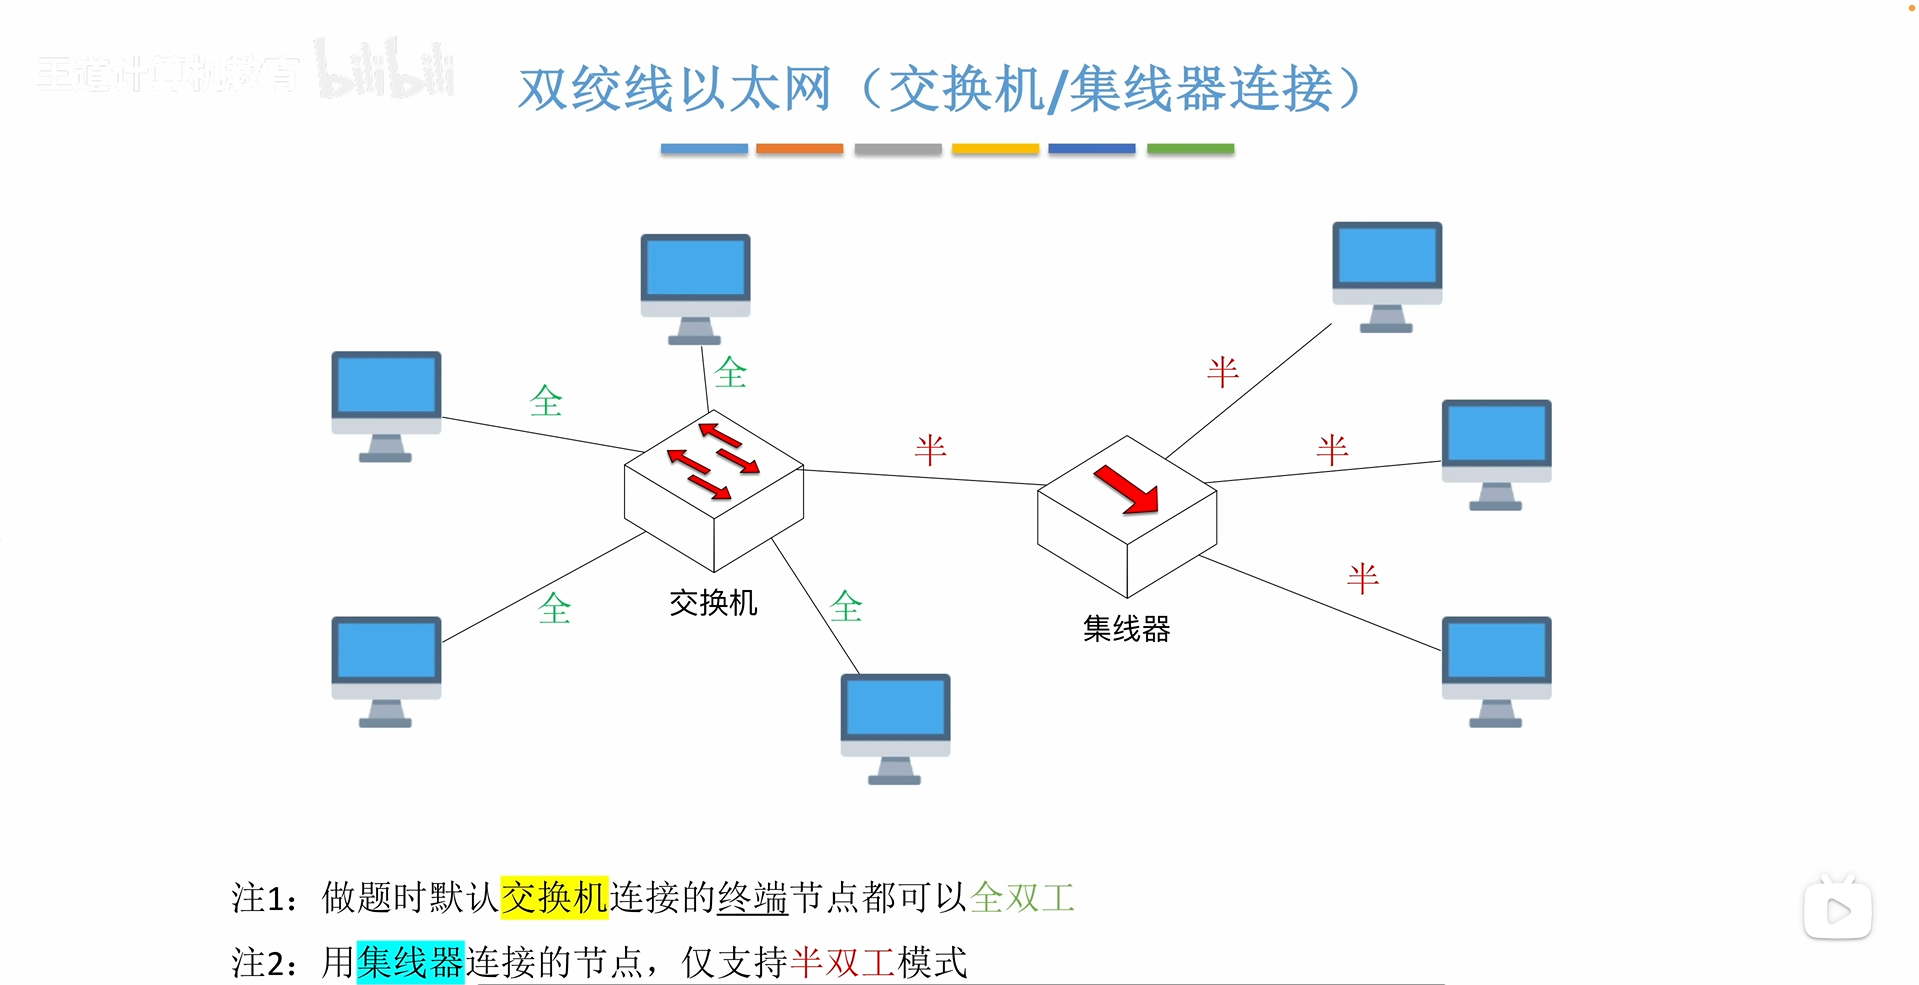 王道计算机教育 bilibili
双绞线以太网（交换机/集线器连接）
全
全
半
半
半
全
全
半
交换机
集线器
注1：做题时默认交换机连接的终端节点都可以全双工
注2：用集线器连接的节点，仅支持半双工模式